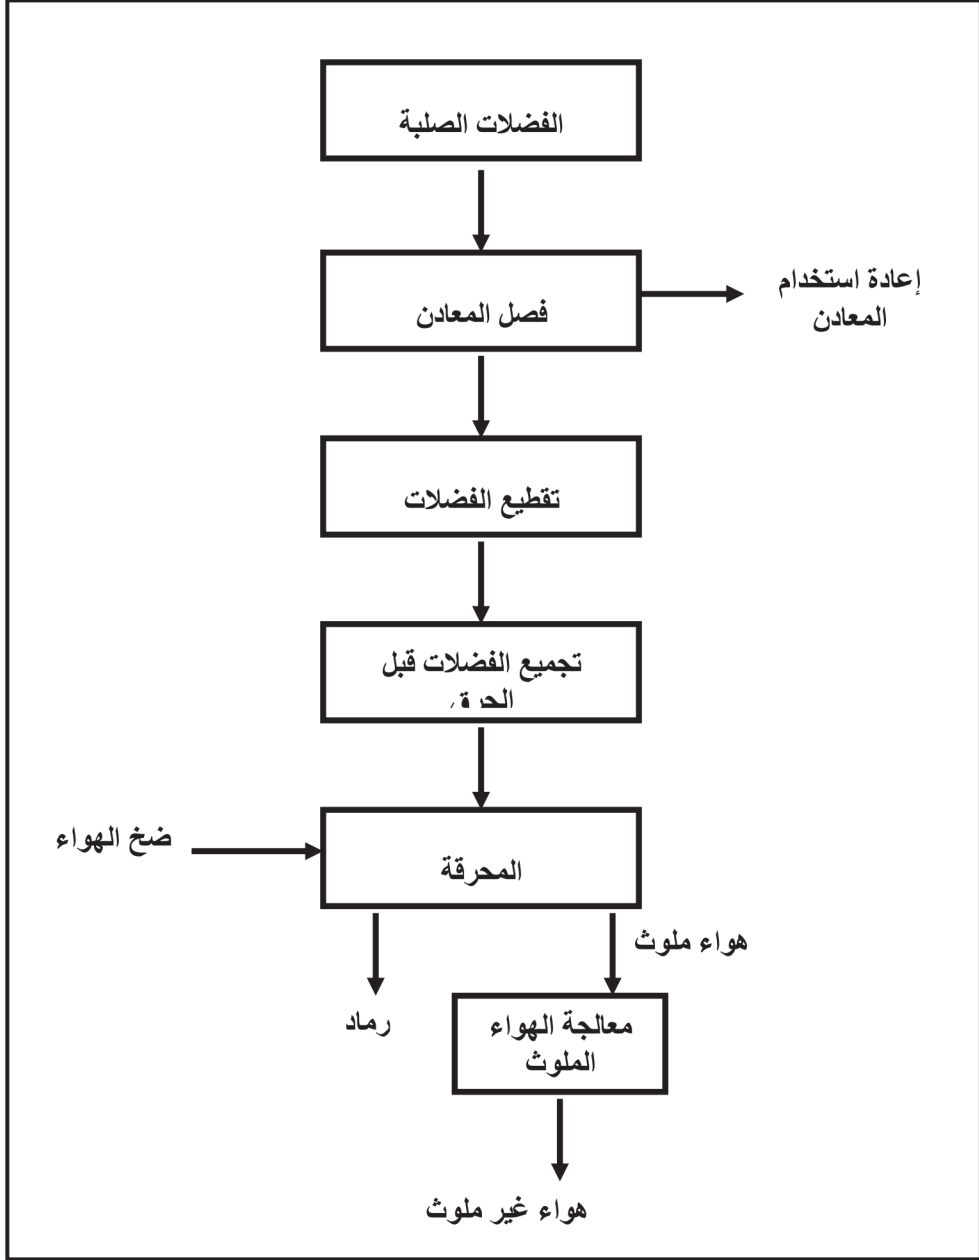 الفضلات الصلبة
فصل المعادن
إعادة استخدام
المعادن
تقطيع الفضلات
تجميع الفضلات قبل
الحرق
ضخ الهواء
المحرقة
هواء ملوث
رماد
معالجة الهواء
الملوث
هواء غير ملوث